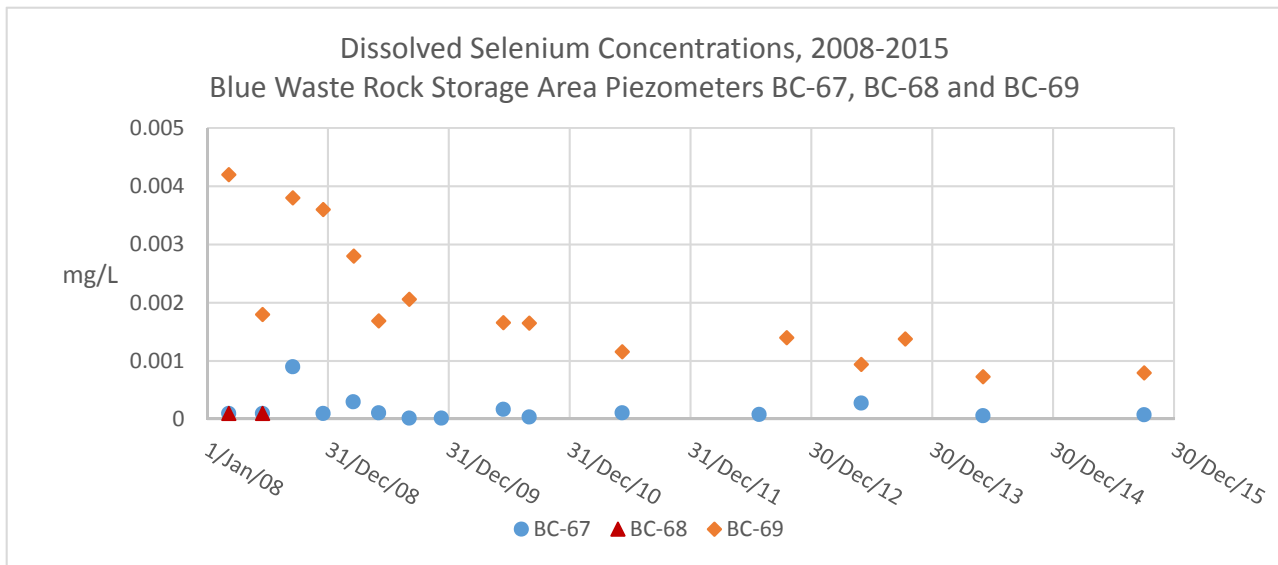 Dissolved Selenium Concentrations, 2008-2015
Blue Waste Rock Storage Area Piezometers BC-67, BC-68 and BC-69
0.005
0.004
0.003
mg/L
0.002
0.001
0
1/Jan/08
31/Dec/08
31/Dec/09
31/Dec/10
31/Dec/11
30/Dec/12
30/Dec/13
30/Dec/14
30/Dec/15
BC-67
BC-68
BC-69